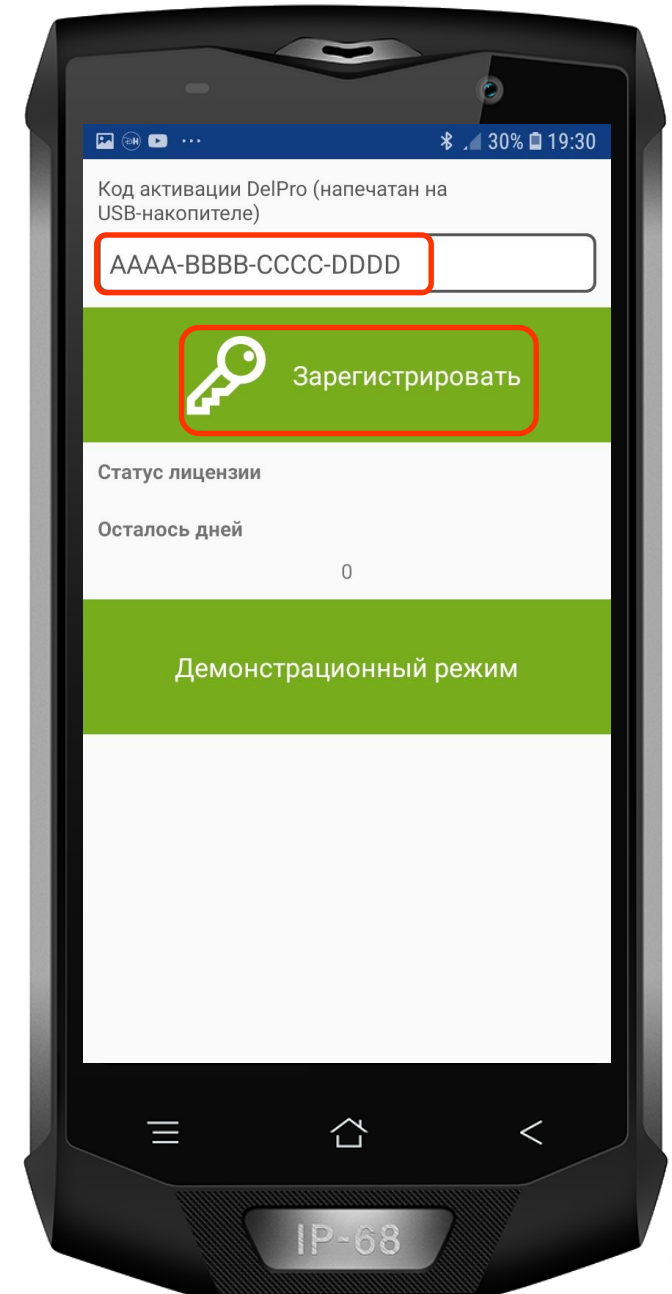 30% 19:30
Код активации DelPro (напечатан на
USB-накопителе)
AAAA-BBBB-CCCC-DDDD
Зарегистрировать
Статус лицензии
Осталось дней
0
Демонстрационный режим
IP-68